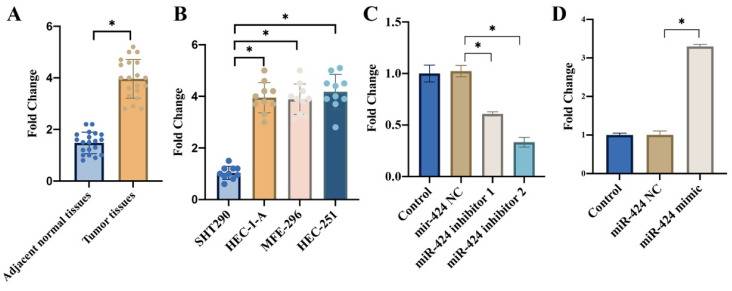 A
*
Fold Change
6
4
2
0
Adjacent normal tissues
Tumor tissues
B
*
*
*
Fold Change
6
4
2
0
SHT290
HEC-1-A
MFE-296
HEC-251
C
*
*
Fold Change
1.5
1.0
0.5
0.0
Control
mir-424 NC
miR-424 inhibitor 1
miR-424 inhibitor 2
D
*
Fold Change
4
3
2
1
0
Control
miR-424 NC
miR-424 mimic